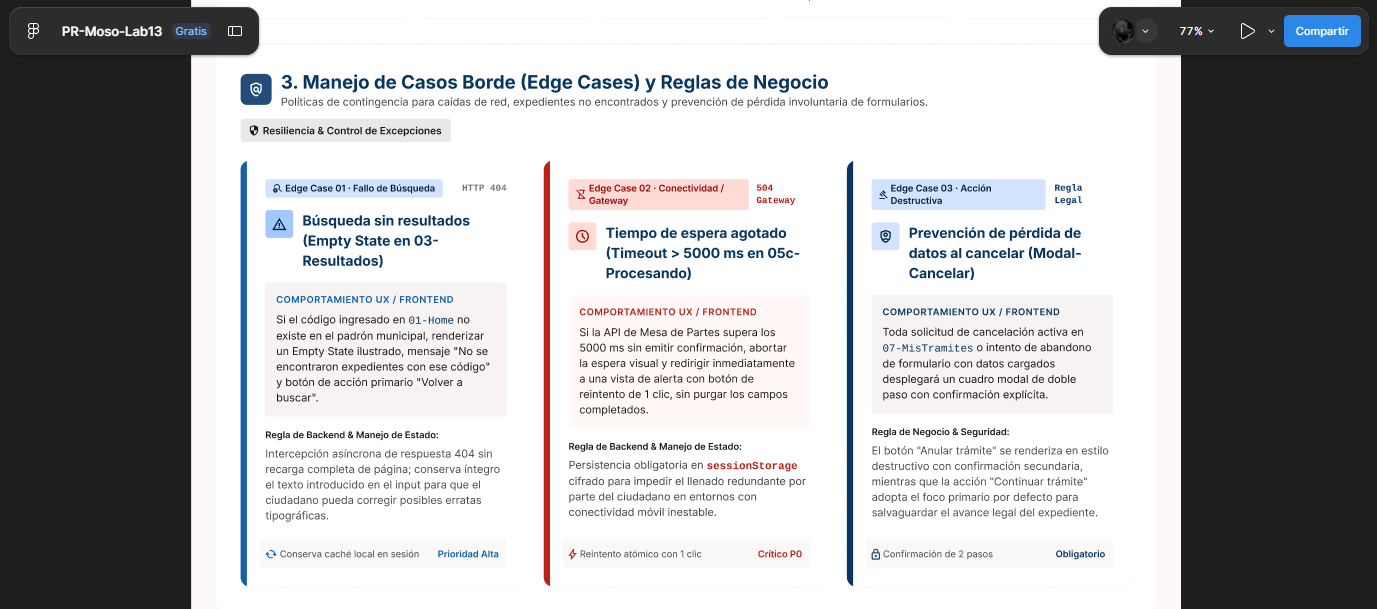 PR-Moso-Lab13 Gratis
77%
Compartir
3. Manejo de Casos Borde (Edge Cases) y Reglas de Negocio
Políticas de contingencia para caídas de red, expedientes no encontrados y prevención de pérdida involuntaria de formularios.
Resiliencia & Control de Excepciones
Edge Case 01 · Fallo de Búsqueda
HTTP 404
Búsqueda sin resultados
(Empty State en 03-
Resultados)
COMPORTAMIENTO UX / FRONTEND
Si el código ingresado en 01-Home no
existe en el padrón municipal, renderizar
un Empty State ilustrado, mensaje "No se
encontraron expedientes con ese código"
y botón de acción primario "Volver a
buscar".
Regla de Backend & Manejo de Estado:
Intercepción asíncrona de respuesta 404 sin
recarga completa de página; conserva íntegro
el texto introducido en el input para que el
ciudadano pueda corregir posibles erratas
tipográficas.
Conserva caché local en sesión
Prioridad Alta
Edge Case 02 · Conectividad /
Gateway
504
Gateway
Tiempo de espera agotado
(Timeout > 5000 ms en 05c-
Procesando)
COMPORTAMIENTO UX / FRONTEND
Si la API de Mesa de Partes supera los
5000 ms sin emitir confirmación, abortar
la espera visual y redirigir inmediatamente
a una vista de alerta con botón de
reintento de 1 clic, sin purgar los campos
completados.
Regla de Backend & Manejo de Estado:
Persistencia obligatoria en sessionStorage
cifrado para impedir el llenado redundante por
parte del ciudadano en entornos con
conectividad móvil inestable.
Reintento atómico con 1 clic
Crítico P0
Edge Case 03 · Acción
Destructiva
Regla
Legal
Prevención de pérdida de
datos al cancelar (Modal-
Cancelar)
COMPORTAMIENTO UX / FRONTEND
Toda solicitud de cancelación activa en
07-MisTramites o intento de abandono
de formulario con datos cargados
desplegará un cuadro modal de doble
paso con confirmación explícita.
Regla de Negocio & Seguridad:
El botón "Anular trámite" se renderiza en estilo
destructivo con confirmación secundaria,
mientras que la acción "Continuar trámite"
adopta el foco primario por defecto para
salvaguardar el avance legal del expediente.
Confirmación de 2 pasos
Obligatorio